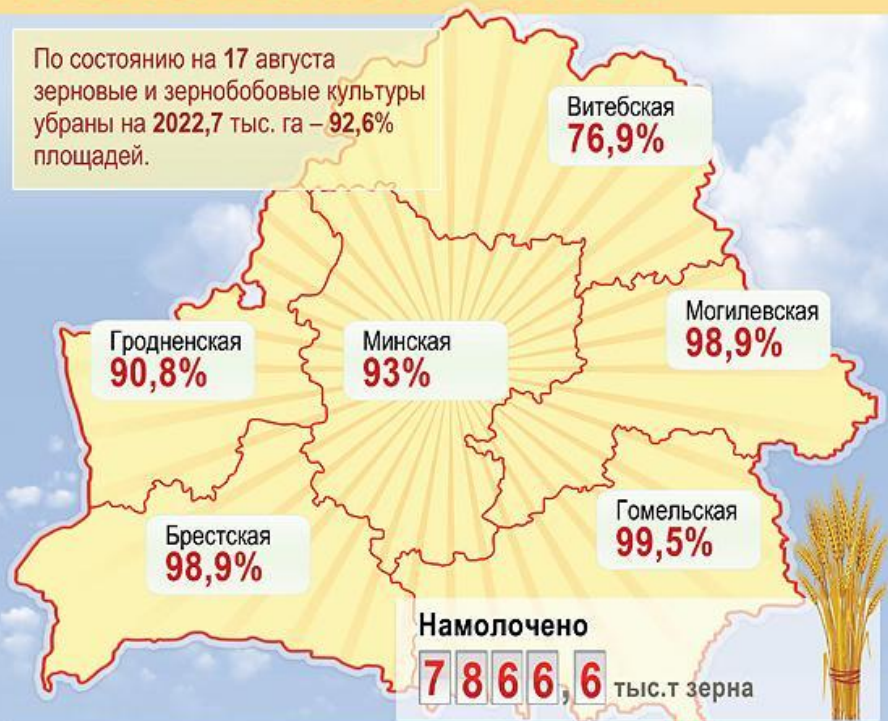 По состоянию на 17 августа
зерновые и зернобобовые культуры
убраны на 2022,7 тыс. га – 92,6%
площадей.
Витебская
76,9%
Могилевская
98,9%
Гродненская
90,8%
Минская
93%
Гомельская
99,5%
Брестская
98,9%
Намолочено
7866,6 тыс.т зерна